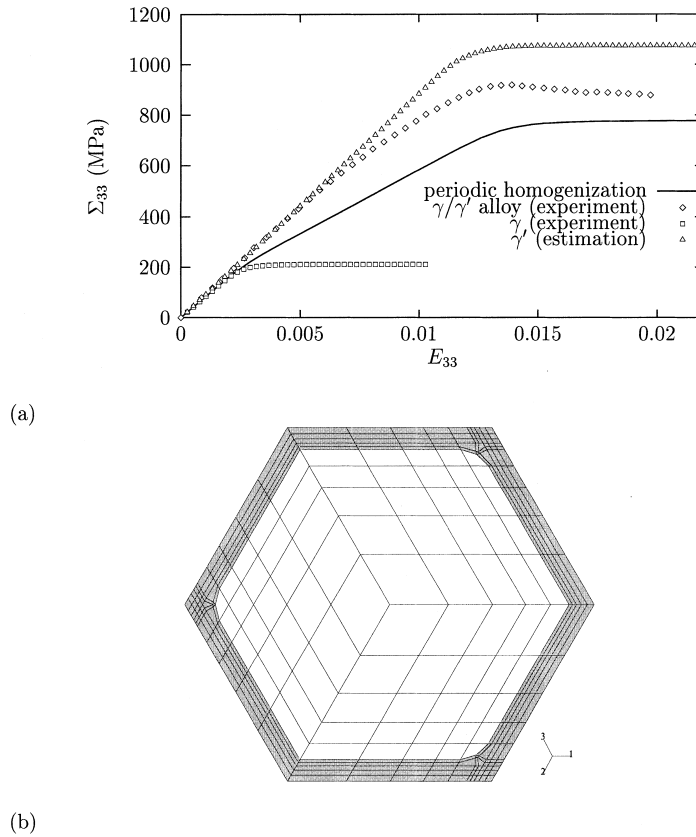 1200
1000
800
600
400
200
0
Σ33 (MPa)
periodic homogenization
γ/γ′ alloy (experiment)
γ (experiment)
γ′ (estimation)
0 0.005 0.01 0.015 0.02
E33
(a)
3
1
2
(b)